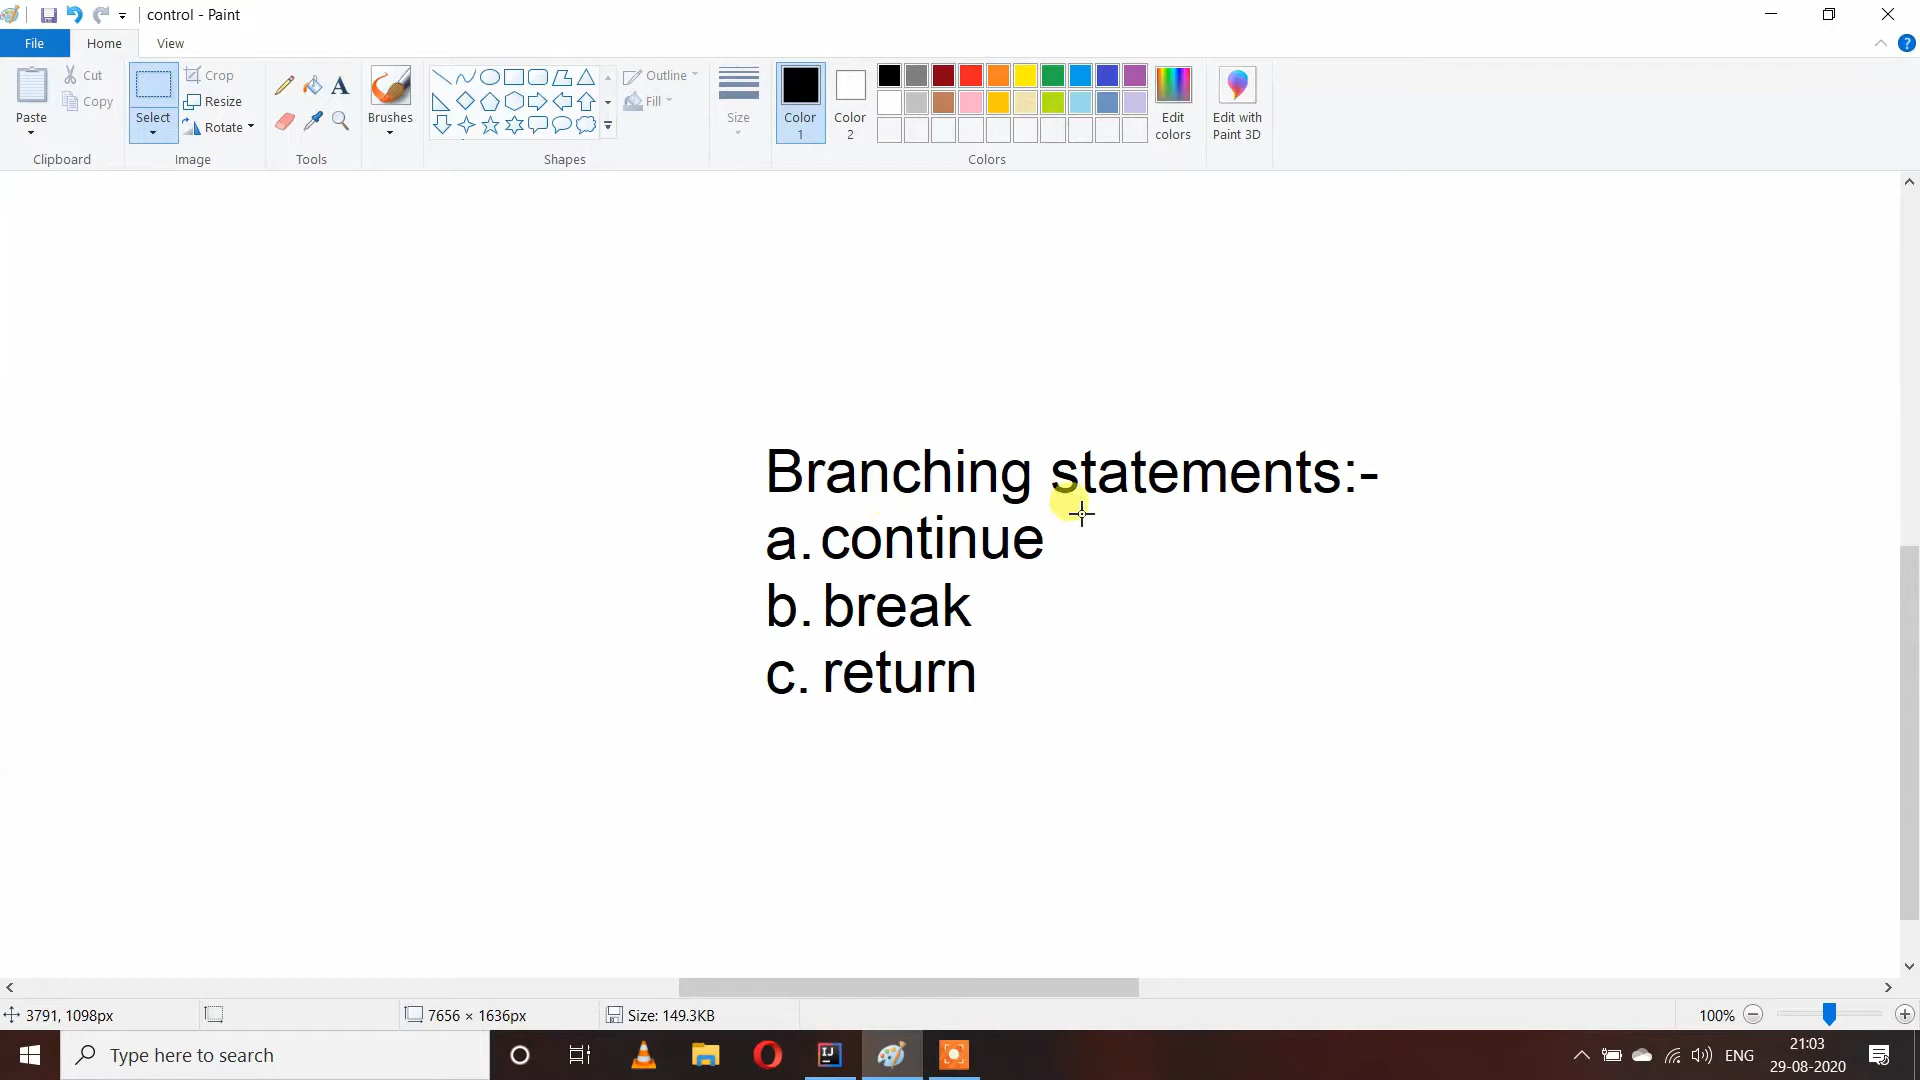 control - Paint
File Home View
Paste Cut Copy Clipboard
Select Crop Resize Rotate Image
Tools
Brushes
Outline Fill Shapes
Size
Color 1 Color 2 Edit colors Colors
Edit with Paint 3D
Branching statements:-
a. continue
b. break
c. return
3791, 1098px 7656 × 1636px Size: 149.3KB 100%
Type here to search
ENG 21:03
29-08-2020